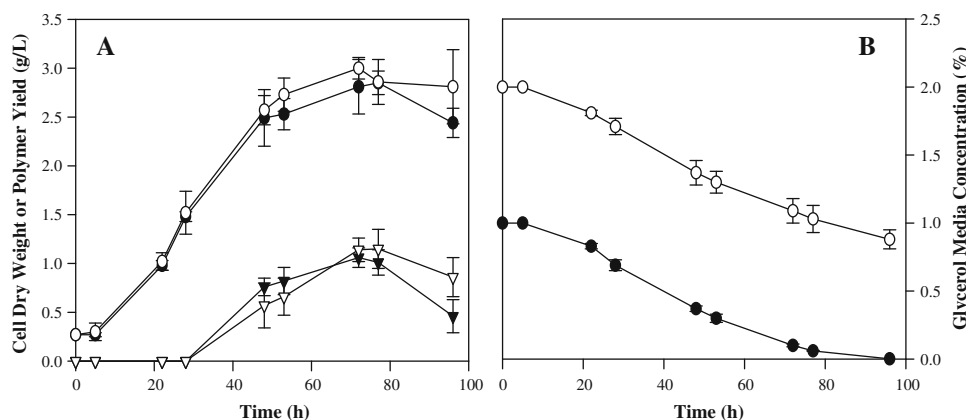 A
B
Cell Dry Weight or Polymer Yield (g/L)
3.5
3.0
2.5
2.0
1.5
1.0
0.5
0.0
0 20 40 60 80 100
Time (h)
0 20 40 60 80 100
Time (h)
2.5
2.0
1.5
1.0
0.5
0.0
Glycerol Media Concentration (%)